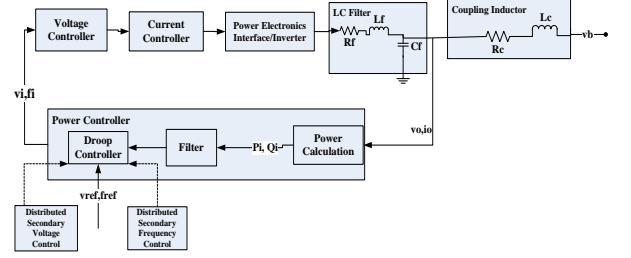 Voltage
Controller
Current
Controller
Power Electronics
Interface/Inverter
LC Filter
Lf
Rf
Cf
Coupling Inductor
Lc
Rc
vb
vi,fi
vo,io
Power Controller
Droop
Controller
Filter
Pi, Qi
Power
Calculation
vref,fref
Distributed
Secondary
Voltage
Control
Distributed
Secondary
Frequency
Control